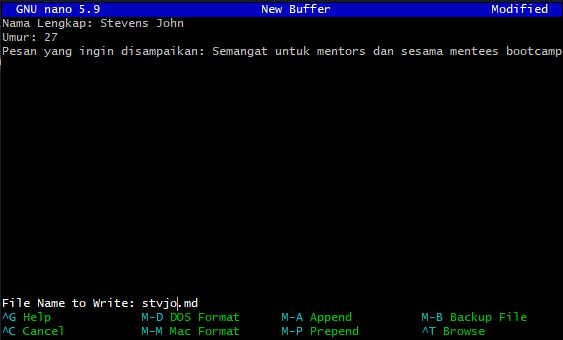 GNU nano 5.9 New Buffer Modified
Nama Lengkap: Stevens John
Umur: 27
Pesan yang ingin disampaikan: Semangat untuk mentors dan sesama mentees bootcamp
File Name to Write: stvjo.md
^G Help M-D DOS Format M-A Append M-B Backup File
^C Cancel M-M Mac Format M-P Prepend ^T Browse